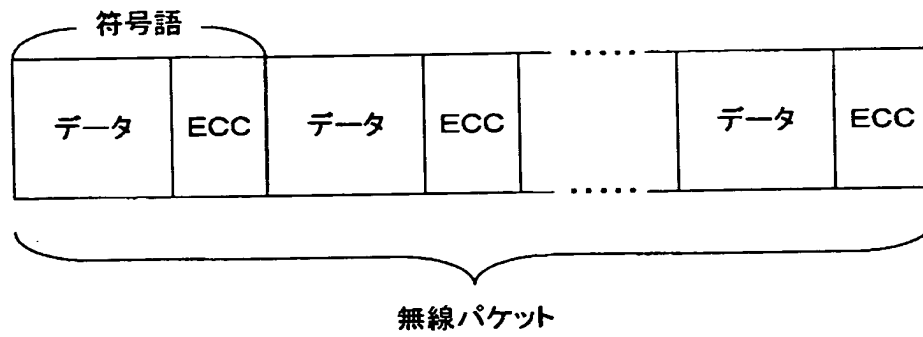 符号語
データ ECC データ ECC ..... データ ECC
.....
無線パケット